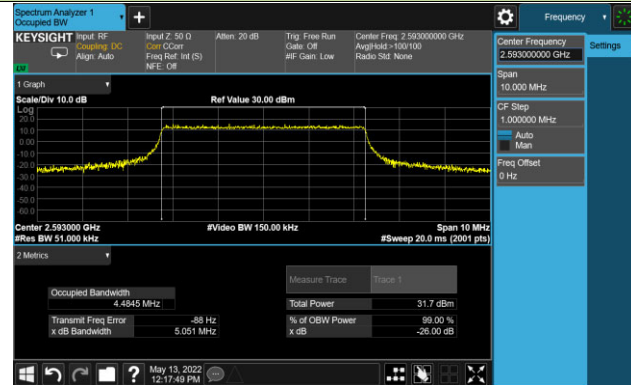 Spectrum Analyzer 1
Occupied BW
Frequency
KEYSIGHT
Input: RF
Coupling: DC
Align: Auto
Input Z: 50 Ω
Corr CCorr
Freq Ref: Int (S)
NFE: Off
Atten: 20 dB
Trig: Free Run
Gate: Off
#IF Gain: Low
Center Freq: 2.593000000 GHz
Avg|Hold:>100/100
Radio Std: None
LXI
Center Frequency
2.593000000 GHz
Settings
Span
10.000 MHz
CF Step
1.000000 MHz
Auto
Man
Freq Offset
0 Hz
1 Graph
Scale/Div 10.0 dB
Ref Value 30.00 dBm
Log
20.0
10.0
0.00
-10.0
-20.0
-30.0
-40.0
-50.0
-60.0
Center 2.593000 GHz
#Video BW 150.00 kHz
Span 10 MHz
#Res BW 51.000 kHz
#Sweep 20.0 ms (2001 pts)
2 Metrics
Measure Trace
Trace 1
Occupied Bandwidth
4.4845 MHz
Total Power
31.7 dBm
Transmit Freq Error
-88 Hz
% of OBW Power
99.00 %
x dB Bandwidth
5.051 MHz
x dB
-26.00 dB
May 13, 2022
12:17:49 PM